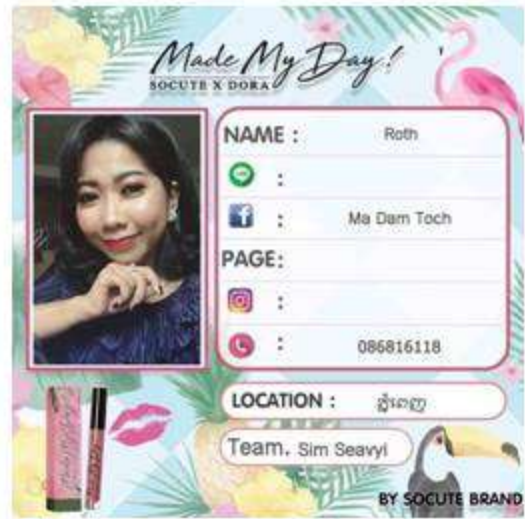 Made My Day!
SOCUTE X DORA
NAME : Roth
:
: Ma Dam Toch
PAGE:
:
: 086816118
LOCATION : ភ្នំពេញ
Team. Sim Seavyi
BY SOCUTE BRAND